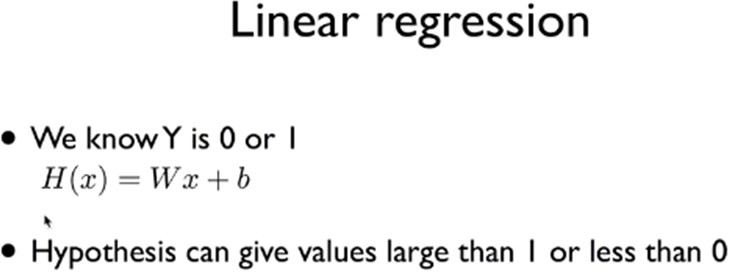 Linear regression
• We know Y is 0 or 1
H(x) = Wx + b
• Hypothesis can give values large than 1 or less than 0